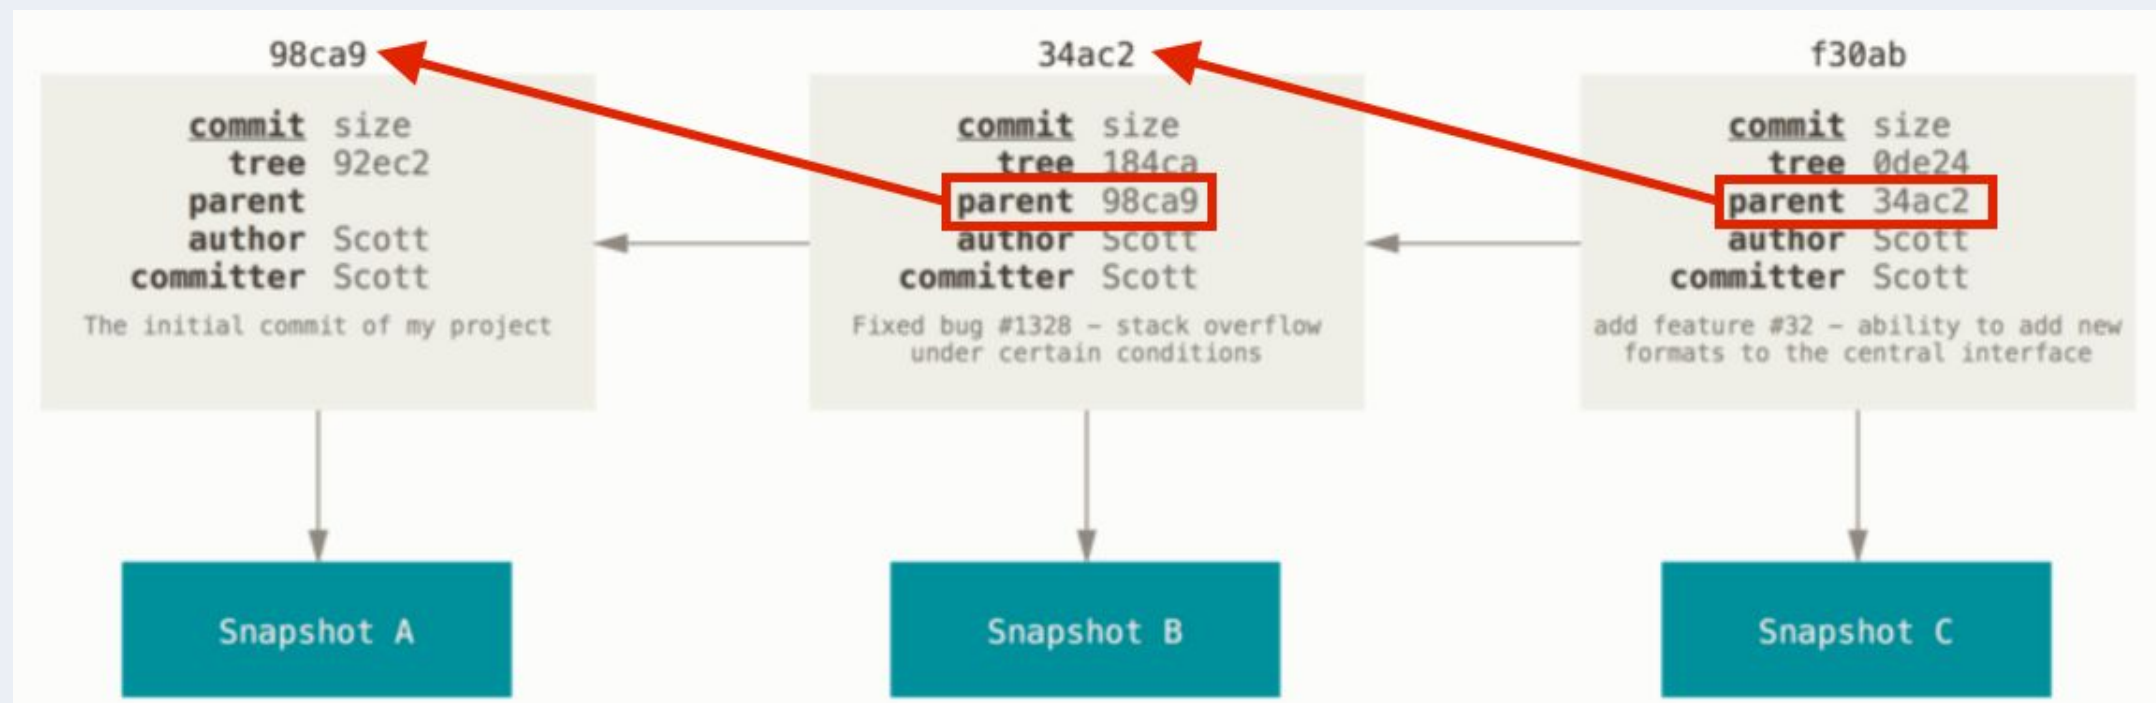 98ca9
commit size
tree 92ec2
parent
author Scott
committer Scott
The initial commit of my project
Snapshot A
34ac2
commit size
tree 184ca
parent 98ca9
author Scott
committer Scott
Fixed bug #1328 – stack overflow
under certain conditions
Snapshot B
f30ab
commit size
tree 0de24
parent 34ac2
author Scott
committer Scott
add feature #32 – ability to add new
formats to the central interface
Snapshot C